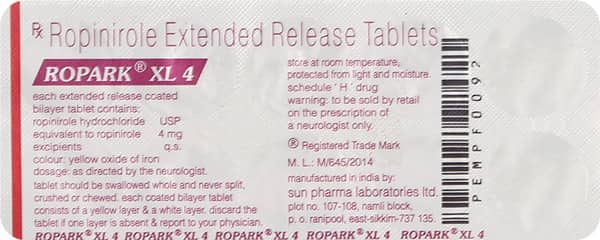 Rx Ropinirole Extended Release Tablets
ROPARK® XL 4
each extended release coated
bilayer tablet contains:
ropinirole hydrochloride USP
equivalent to ropinirole 4 mg
excipients q.s.
colour: yellow oxide of iron
dosage: as directed by the neurologist.
tablet should be swallowed whole and never split,
crushed or chewed. each coated bilayer tablet
consists of a yellow layer & a white layer. discard the
tablet if one layer is absent & report to your physician.
store at room temperature,
protected from light and moisture.
schedule 'H' drug
warning: to be sold by retail
on the prescription of
a neurologist only.
® Registered Trade Mark
M. L.: M/645/2014
manufactured in india by:
sun pharma laboratories ltd.
plot no. 107-108, namli block,
p. o. ranipool, east-sikkim-737 135.
PEMPF0092
ROPARK® XL 4 ROPARK® XL 4 ROPARK® XL 4 ROPARK® XL 4 ROPARK® XL 4